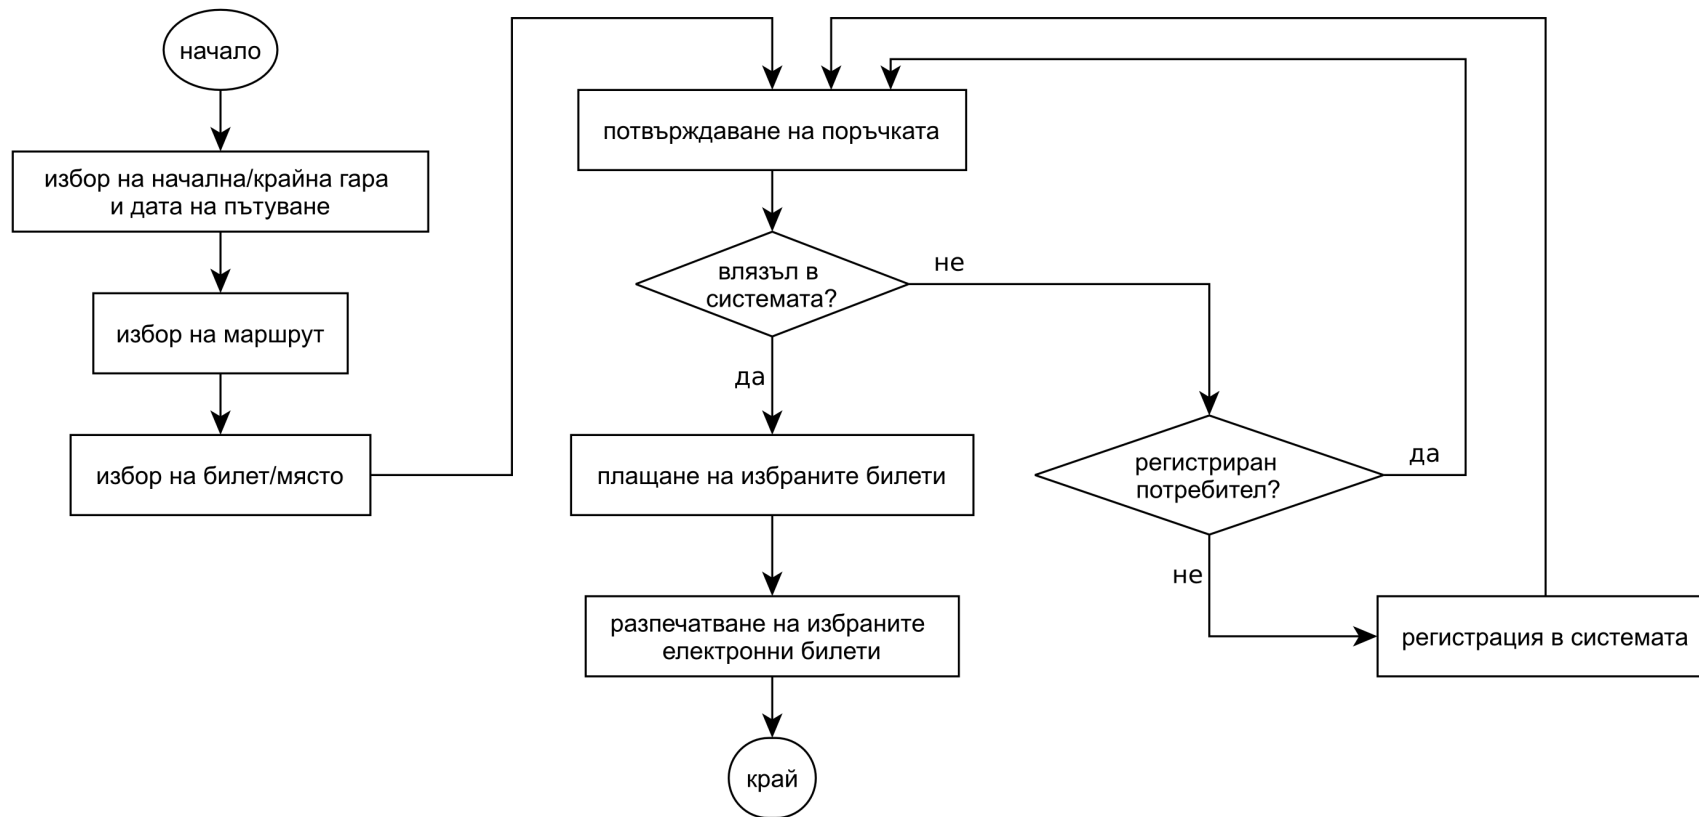 начало
избор на начална/крайна гара
и дата на пътуване
избор на маршрут
избор на билет/място
потвърждаване на поръчката
влязъл в
системата?
не
да
плащане на избраните билети
разпечатване на избраните
електронни билети
край
регистриран
потребител?
да
не
регистрация в системата